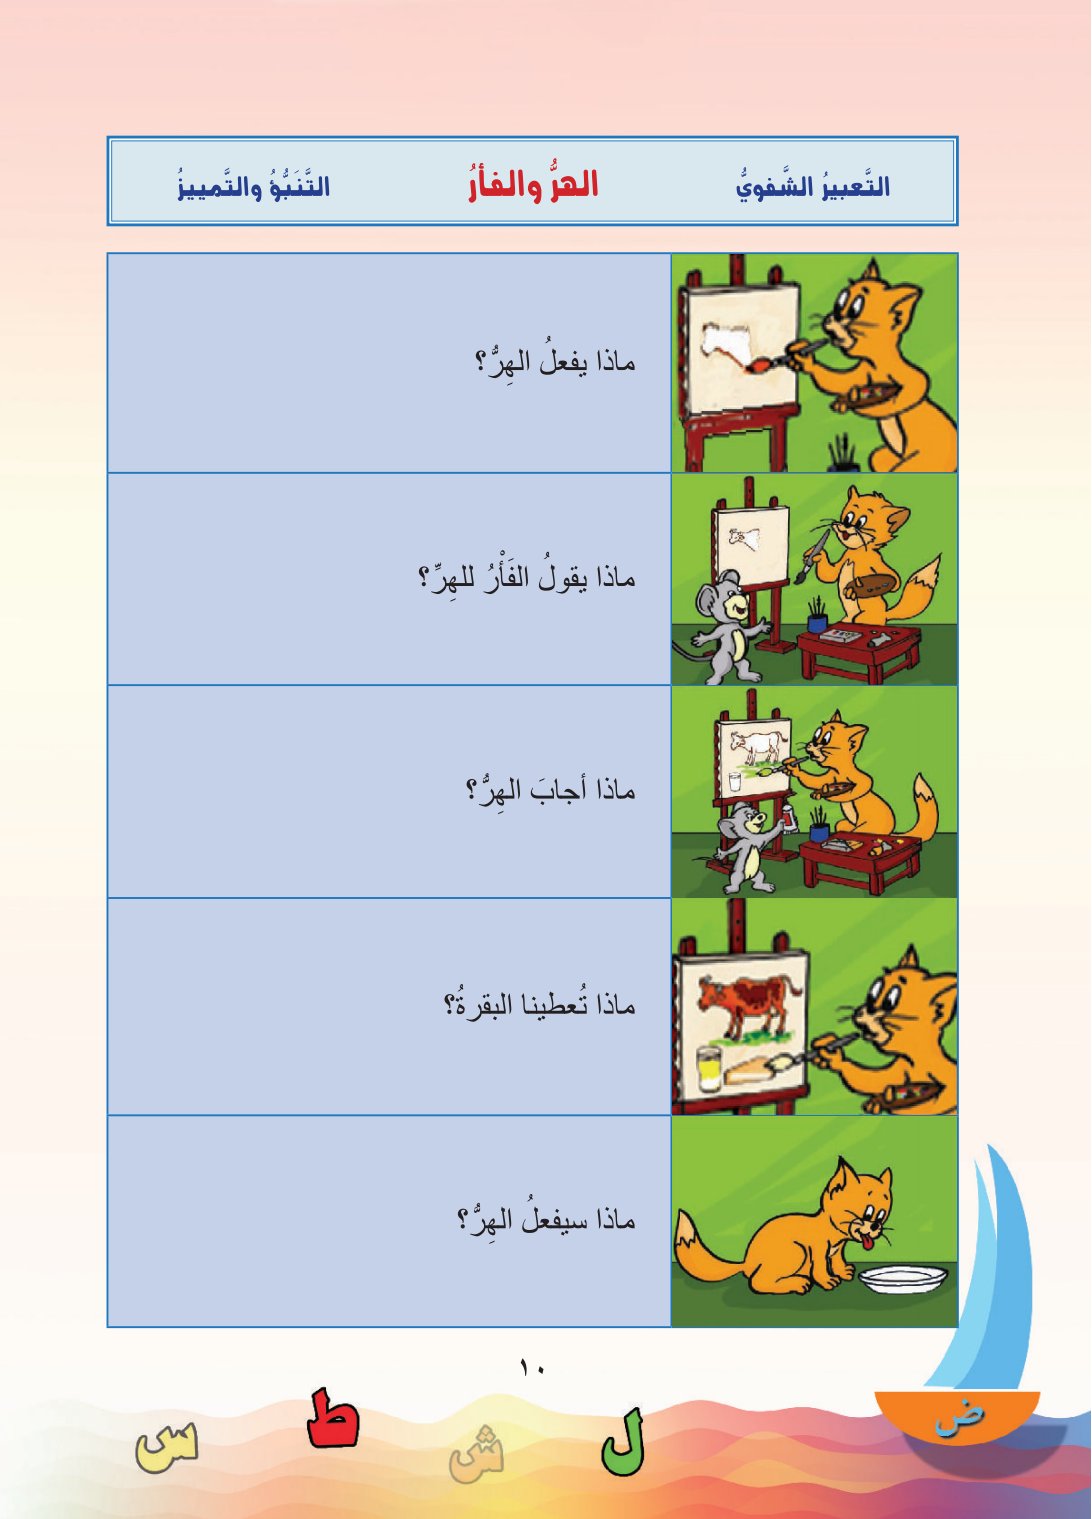 التَّعبيرُ الشَّفويُّ
الهرُّ والفأرُ
التَّنَبُّؤُ والتَّمييزُ
ماذا يفعلُ الهِرُّ؟
ماذا يقولُ الفَأْرُ للهِرِّ؟
ماذا أجابَ الهِرُّ؟
ماذا تُعطينا البقرةُ؟
ماذا سيفعلُ الهِرُّ؟
١٠
ض
ل
ش
ط
س